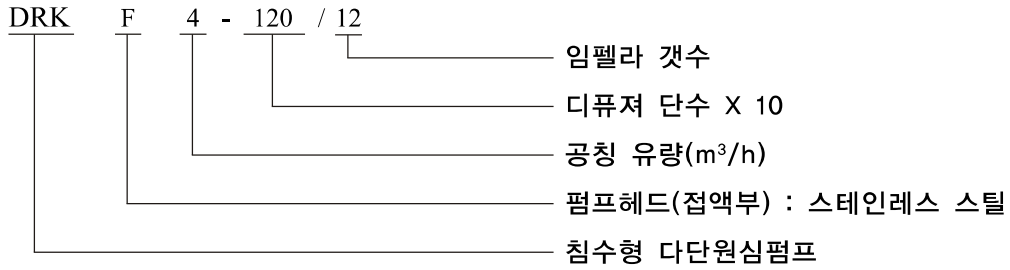 DRK F 4 - 120 / 12
임펠라 갯수
디퓨져 단수 X 10
공칭 유량(m³/h)
펌프헤드(접액부) : 스테인레스 스틸
침수형 다단원심펌프